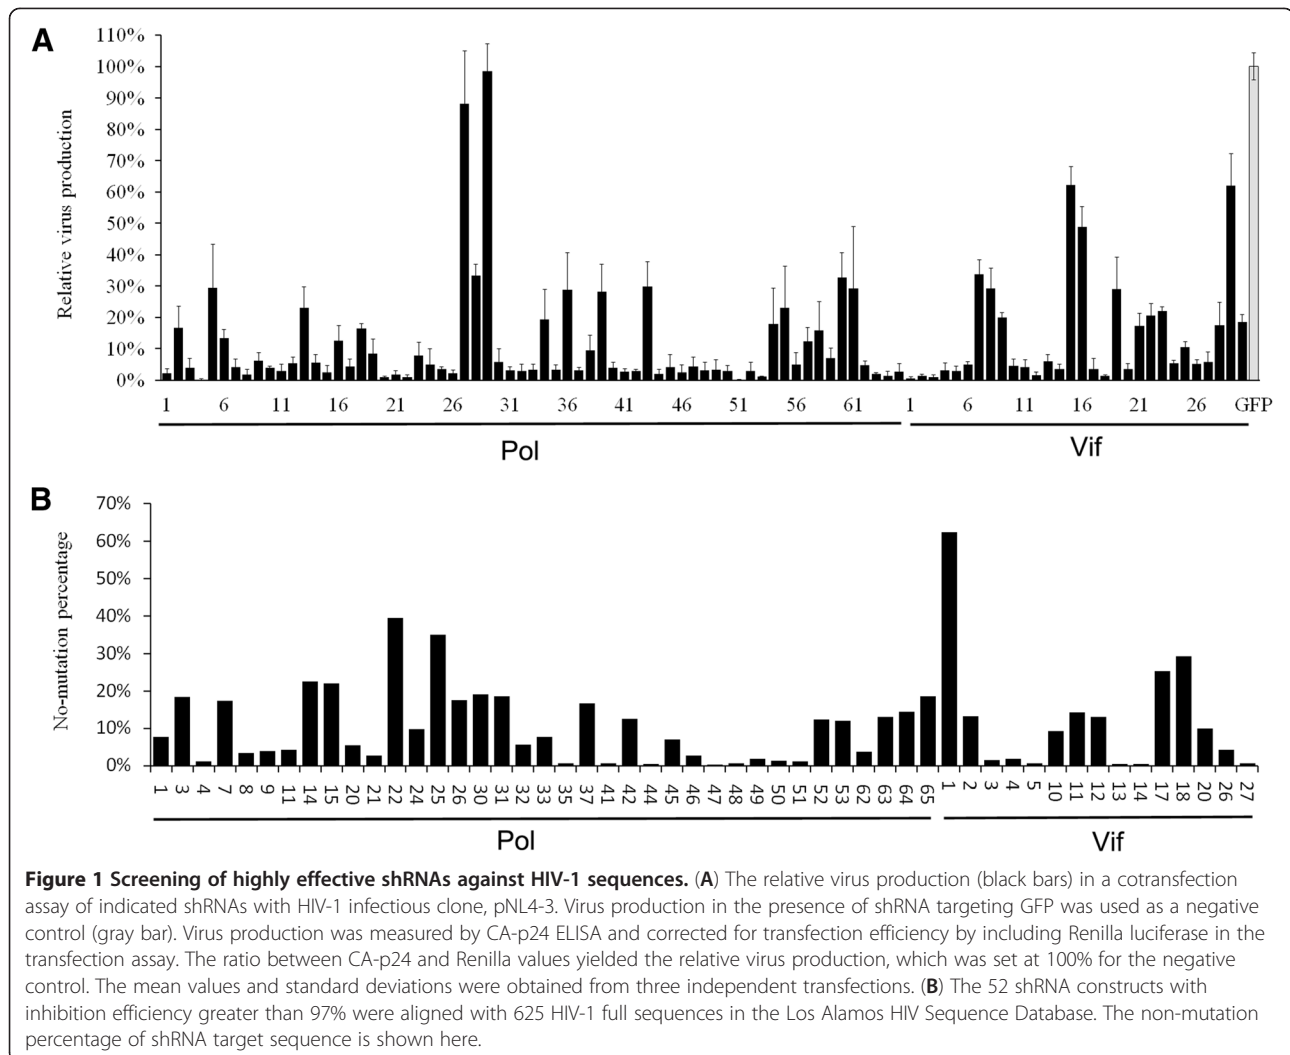 A
Relative virus production
110%
100%
90%
80%
70%
60%
50%
40%
30%
20%
10%
0%
1 6 11 16 21 26 31 36 41 46 51 56 61 1 6 11 16 21 26 GFP
Pol Vif
B
No-mutation percentage
70%
60%
50%
40%
30%
20%
10%
0%
1 3 4 7 8 9 11 14 15 20 21 22 24 25 26 30 31 32 33 35 37 41 42 44 45 46 47 48 49 50 51 52 53 62 63 64 65 1 2 3 4 5 10 11 12 13 14 17 18 20 26 27
Pol Vif
Figure 1 Screening of highly effective shRNAs against HIV-1 sequences. (A) The relative virus production (black bars) in a cotransfection
assay of indicated shRNAs with HIV-1 infectious clone, pNL4-3. Virus production in the presence of shRNA targeting GFP was used as a negative
control (gray bar). Virus production was measured by CA-p24 ELISA and corrected for transfection efficiency by including Renilla luciferase in the
transfection assay. The ratio between CA-p24 and Renilla values yielded the relative virus production, which was set at 100% for the negative
control. The mean values and standard deviations were obtained from three independent transfections. (B) The 52 shRNA constructs with
inhibition efficiency greater than 97% were aligned with 625 HIV-1 full sequences in the Los Alamos HIV Sequence Database. The non-mutation
percentage of shRNA target sequence is shown here.